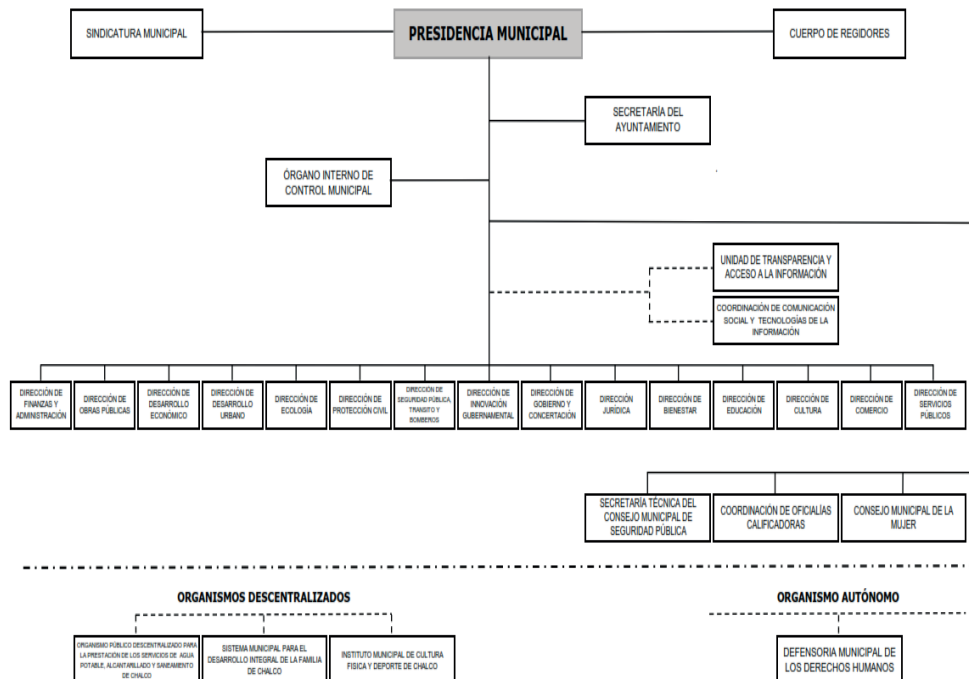 SINDICATURA MUNICIPAL
PRESIDENCIA MUNICIPAL
CUERPO DE REGIDORES
SECRETARÍA DEL
AYUNTAMIENTO
ÓRGANO INTERNO DE
CONTROL MUNICIPAL
UNIDAD DE TRANSPARENCIA Y
ACCESO A LA INFORMACIÓN
COORDINACIÓN DE COMUNICACIÓN
SOCIAL Y TECNOLOGÍAS DE LA
INFORMACIÓN
DIRECCIÓN DE
FINANZAS Y
ADMINISTRACIÓN
DIRECCIÓN DE
OBRAS PÚBLICAS
DIRECCIÓN DE
DESARROLLO
ECONÓMICO
DIRECCIÓN DE
DESARROLLO
URBANO
DIRECCIÓN DE
ECOLOGÍA
DIRECCIÓN DE
PROTECCIÓN CIVIL
DIRECCIÓN DE
SEGURIDAD PÚBLICA,
TRANSITO Y
BOMBEROS
DIRECCIÓN DE
INNOVACIÓN
GUBERNAMENTAL
DIRECCIÓN DE
GOBIERNO Y
CONCERTACIÓN
DIRECCIÓN
JURÍDICA
DIRECCIÓN DE
BIENESTAR
DIRECCIÓN DE
EDUCACIÓN
DIRECCIÓN DE
CULTURA
DIRECCIÓN DE
COMERCIO
DIRECCIÓN DE
SERVICIOS
PÚBLICOS
SECRETARÍA TÉCNICA DEL
CONSEJO MUNICIPAL DE
SEGURIDAD PÚBLICA
COORDINACIÓN DE OFICIALÍAS
CALIFICADORAS
CONSEJO MUNICIPAL DE LA
MUJER
ORGANISMOS DESCENTRALIZADOS
ORGANISMO PÚBLICO DESCENTRALIZADO PARA
LA PRESTACIÓN DE LOS SERVICIOS DE AGUA
POTABLE, ALCANTARILLADO Y SANEAMIENTO
DE CHALCO
SISTEMA MUNICIPAL PARA EL
DESARROLLO INTEGRAL DE LA FAMILIA
DE CHALCO
INSTITUTO MUNICIPAL DE CULTURA
FISICA Y DEPORTE DE CHALCO
ORGANISMO AUTÓNOMO
DEFENSORIA MUNICIPAL DE
LOS DERECHOS HUMANOS